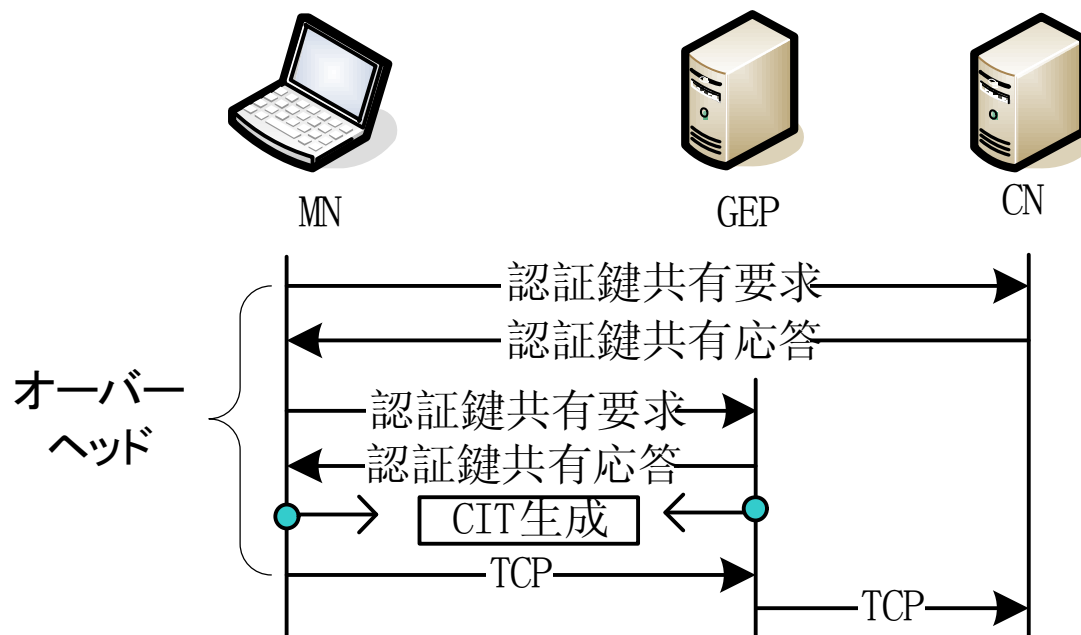 MN
GEP
CN
認証鍵共有要求
認証鍵共有応答
オーバー
ヘッド
認証鍵共有要求
認証鍵共有応答
CIT生成
TCP
TCP